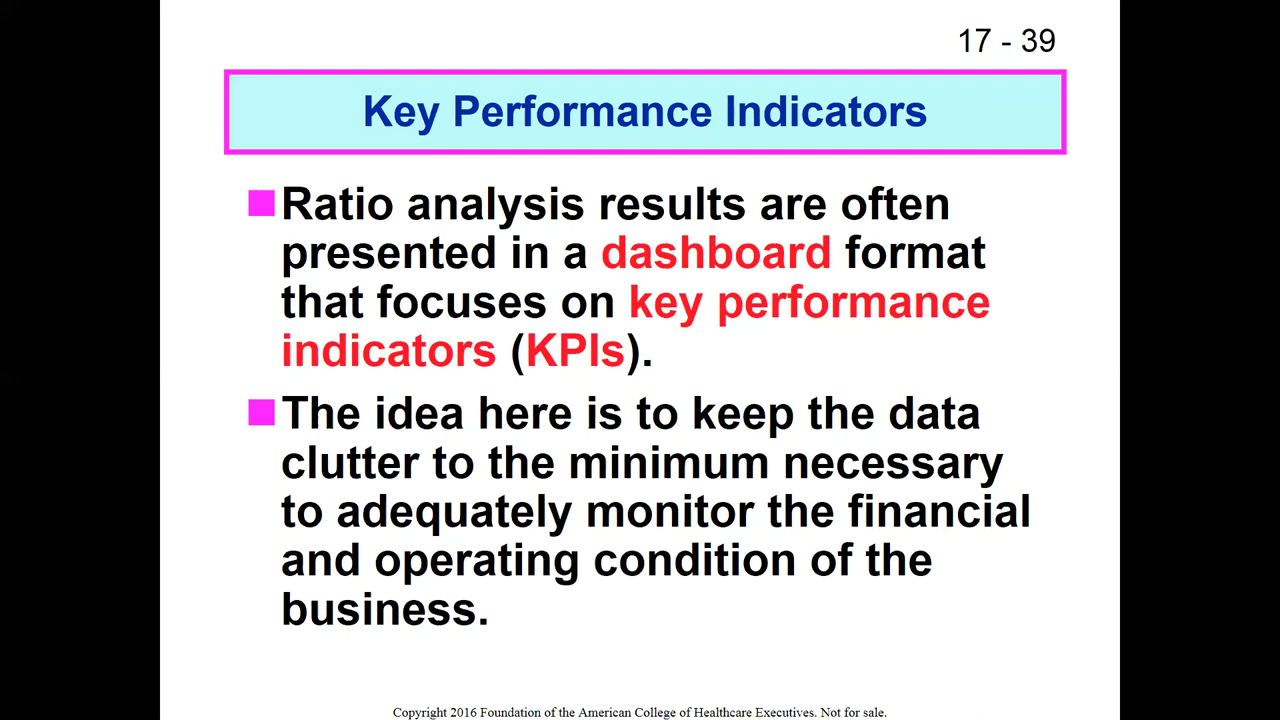 17 - 39
Key Performance Indicators
Ratio analysis results are often
presented in a dashboard format
that focuses on key performance
indicators (KPIs).
The idea here is to keep the data
clutter to the minimum necessary
to adequately monitor the financial
and operating condition of the
business.
Copyright 2016 Foundation of the American College of Healthcare Executives. Not for sale.